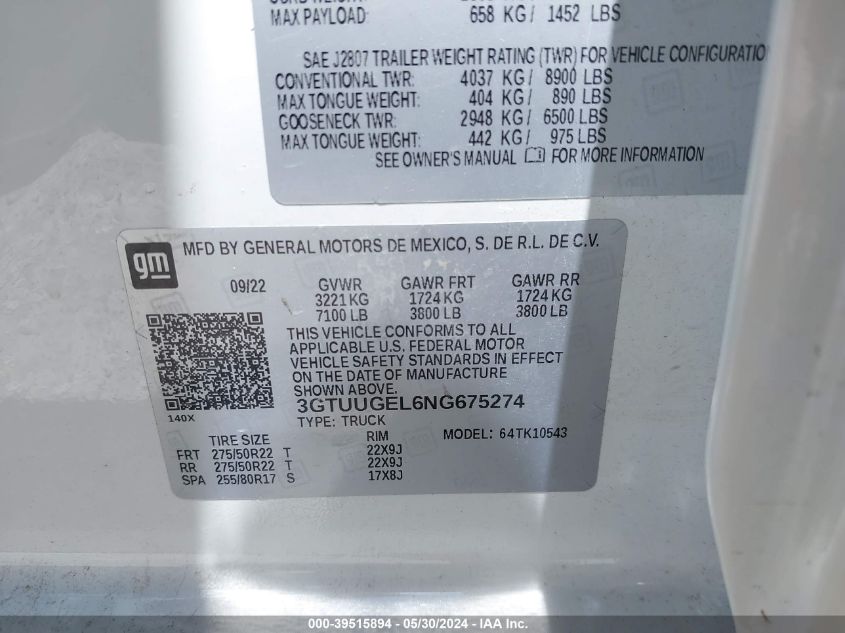 MAX PAYLOAD: 658 KG / 1452 LBS
SAE J2807 TRAILER WEIGHT RATING (TWR) FOR VEHICLE CONFIGURATIO
CONVENTIONAL TWR: 4037 KG / 8900 LBS
MAX TONGUE WEIGHT: 404 KG / 890 LBS
GOOSENECK TWR: 2948 KG / 6500 LBS
MAX TONGUE WEIGHT: 442 KG / 975 LBS
SEE OWNER'S MANUAL FOR MORE INFORMATION
gm
MFD BY GENERAL MOTORS DE MEXICO, S. DE R.L. DE C.V.
09/22 GVWR GAWR FRT GAWR RR
3221 KG 1724 KG 1724 KG
7100 LB 3800 LB 3800 LB
THIS VEHICLE CONFORMS TO ALL
APPLICABLE U.S. FEDERAL MOTOR
VEHICLE SAFETY STANDARDS IN EFFECT
ON THE DATE OF MANUFACTURE
SHOWN ABOVE.
3GTUUGEL6NG675274
140X
TYPE: TRUCK
TIRE SIZE RIM MODEL: 64TK10543
FRT 275/50R22 T 22X9J
RR 275/50R22 T 22X9J
SPA 255/80R17 S 17X8J
000-39515894 - 05/30/2024 - IAA Inc.